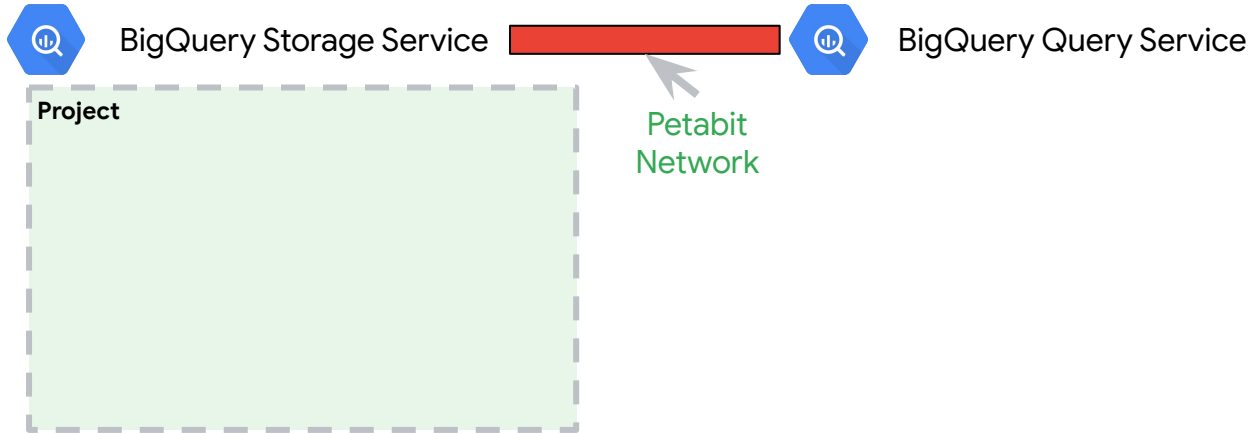 BigQuery Storage Service
BigQuery Query Service
Project
Petabit
Network